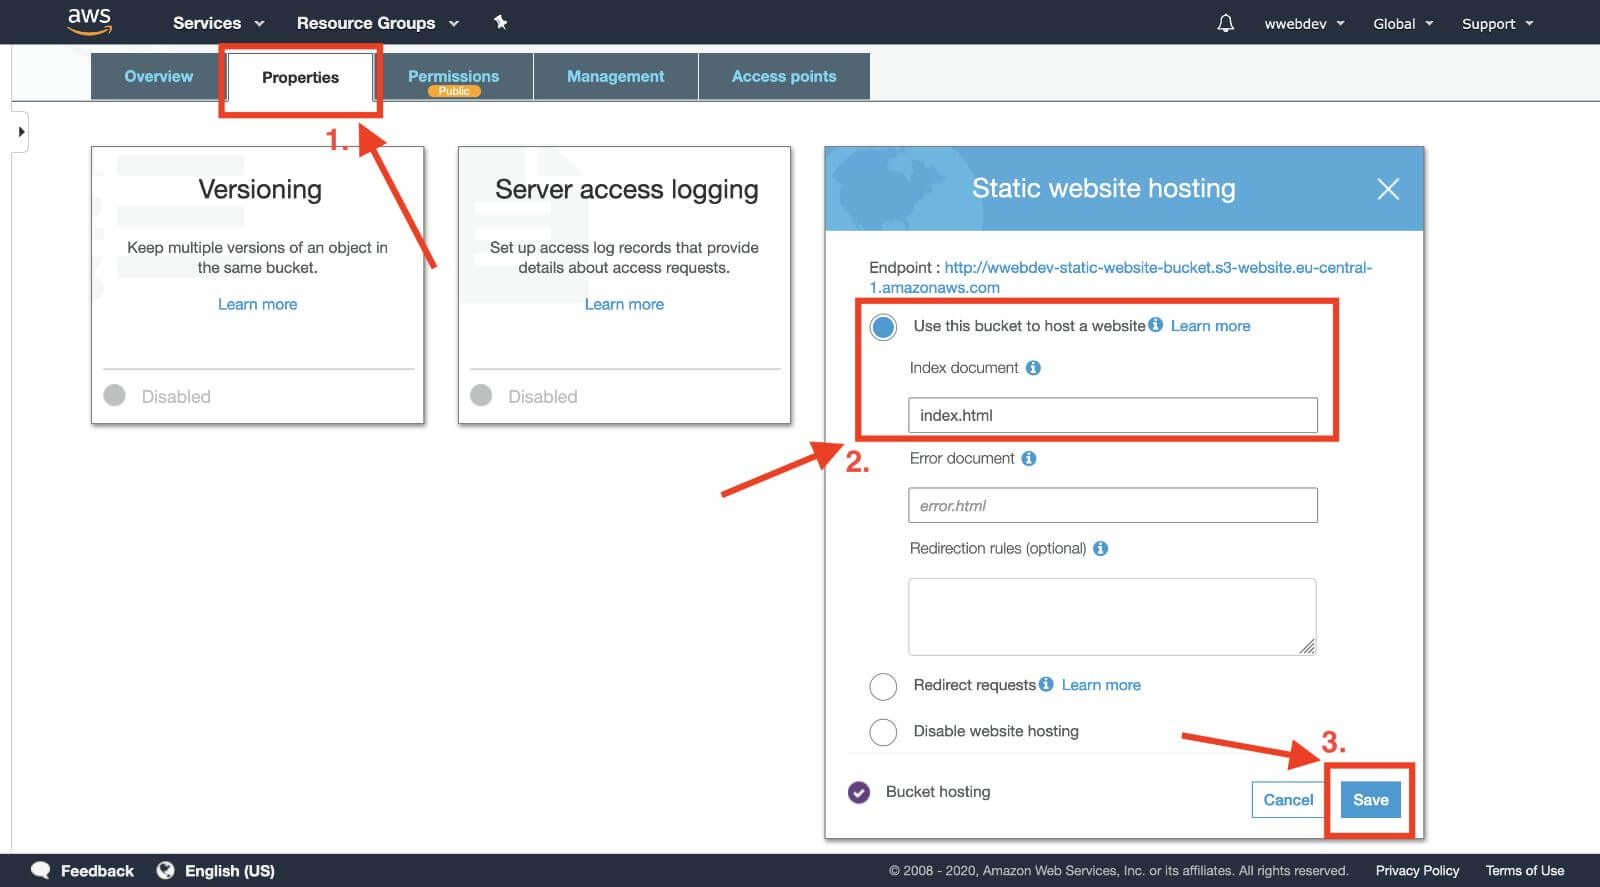 aws Services Resource Groups wwebdev Global Support
Overview Properties Permissions Management Access points
Public
1.
Versioning
Keep multiple versions of an object in
the same bucket.
Learn more
Disabled
Server access logging
Set up access log records that provide
details about access requests.
Learn more
Disabled
Static website hosting
Endpoint : http://wwebdev-static-website-bucket.s3-website.eu-central-
1.amazonaws.com
Use this bucket to host a website Learn more
Index document
index.html
2.
Error document
error.html
Redirection rules (optional)
Redirect requests Learn more
Disable website hosting
3.
Bucket hosting
Cancel Save
Feedback English (US) © 2008 - 2020, Amazon Web Services, Inc. or its affiliates. All rights reserved. Privacy Policy Terms of Use